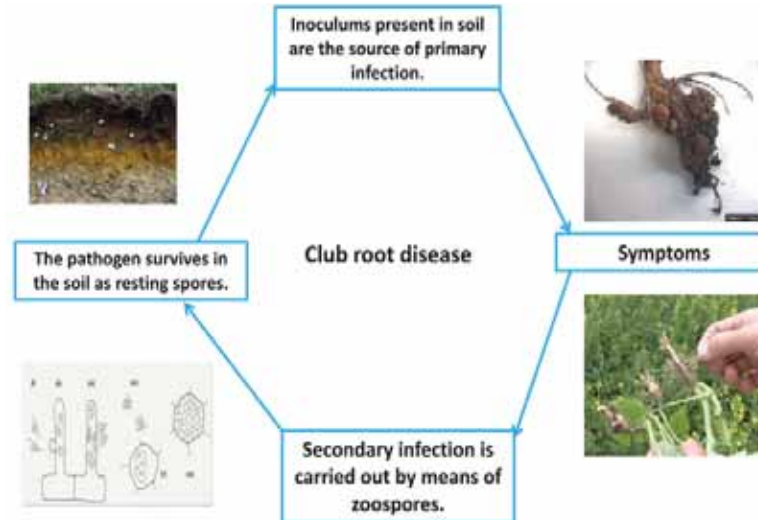 Inoculums present in soil
are the source of primary
infection.
The pathogen survives in
the soil as resting spores.
Club root disease
Symptoms
Secondary infection is
carried out by means of
zoospores.